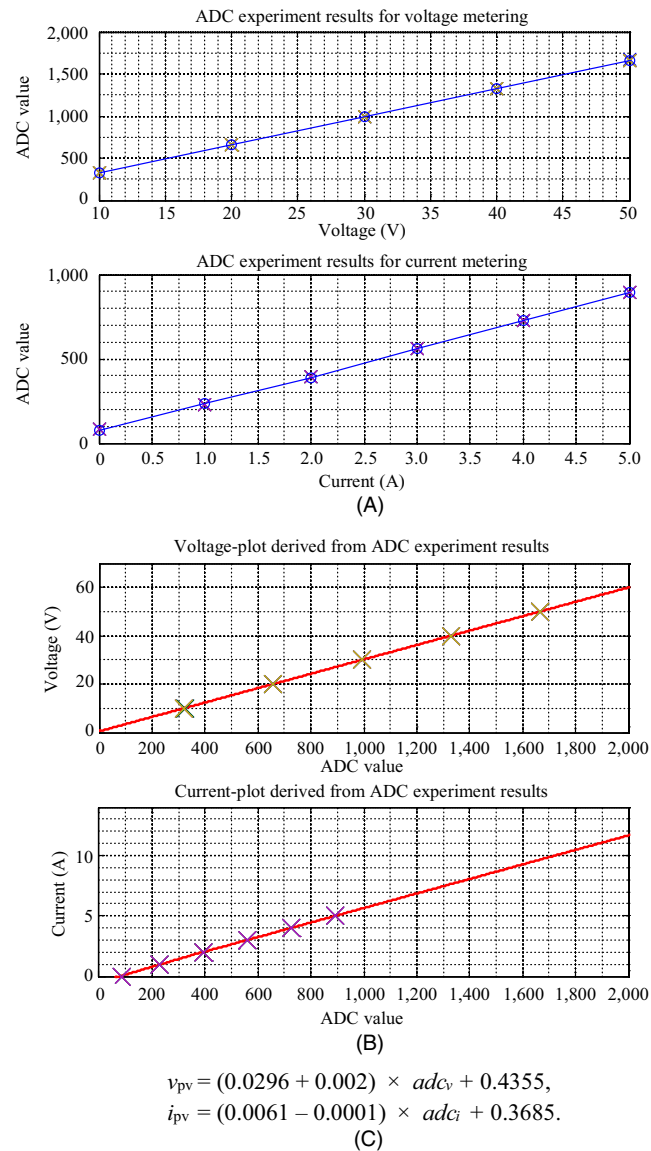 ADC experiment results for voltage metering
2,000
1,500
1,000
500
0
ADC value
10 15 20 25 30 35 40 45 50
Voltage (V)
ADC experiment results for current metering
1,000
500
0
ADC value
0 0.5 1.0 1.5 2.0 2.5 3.0 3.5 4.0 4.5 5.0
Current (A)
(A)
Voltage-plot derived from ADC experiment results
60
40
20
0
Voltage (V)
0 200 400 600 800 1,000 1,200 1,400 1,600 1,800 2,000
ADC value
Current-plot derived from ADC experiment results
10
5
0
Current (A)
0 200 400 600 800 1,000 1,200 1,400 1,600 1,800 2,000
ADC value
(B)
vpv = (0.0296 + 0.002) × adcv + 0.4355,
ipv = (0.0061 – 0.0001) × adci + 0.3685.
(C)